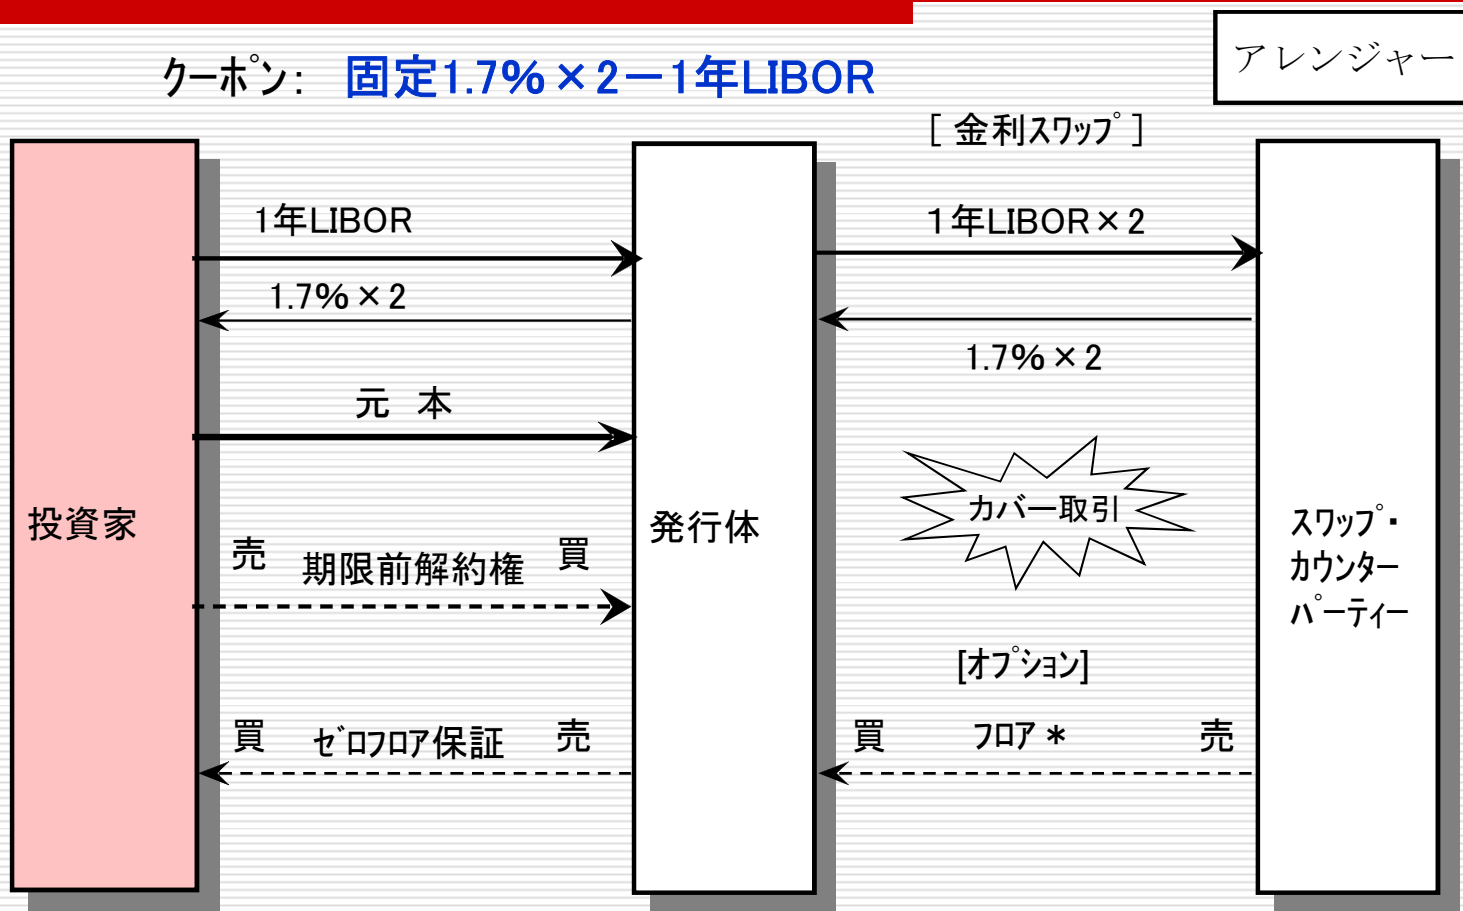 アレンジャー
クーポン: 固定1.7%×2-1年LIBOR
[ 金利スワップ ]
1年LIBOR
1年LIBOR×2
1.7%×2
1.7%×2
元 本
カバー取引
投資家
発行体
スワップ・
カウンター
パーティー
売 期限前解約権 買
[オプション]
買 ゼロフロア保証 売
買 フロア* 売